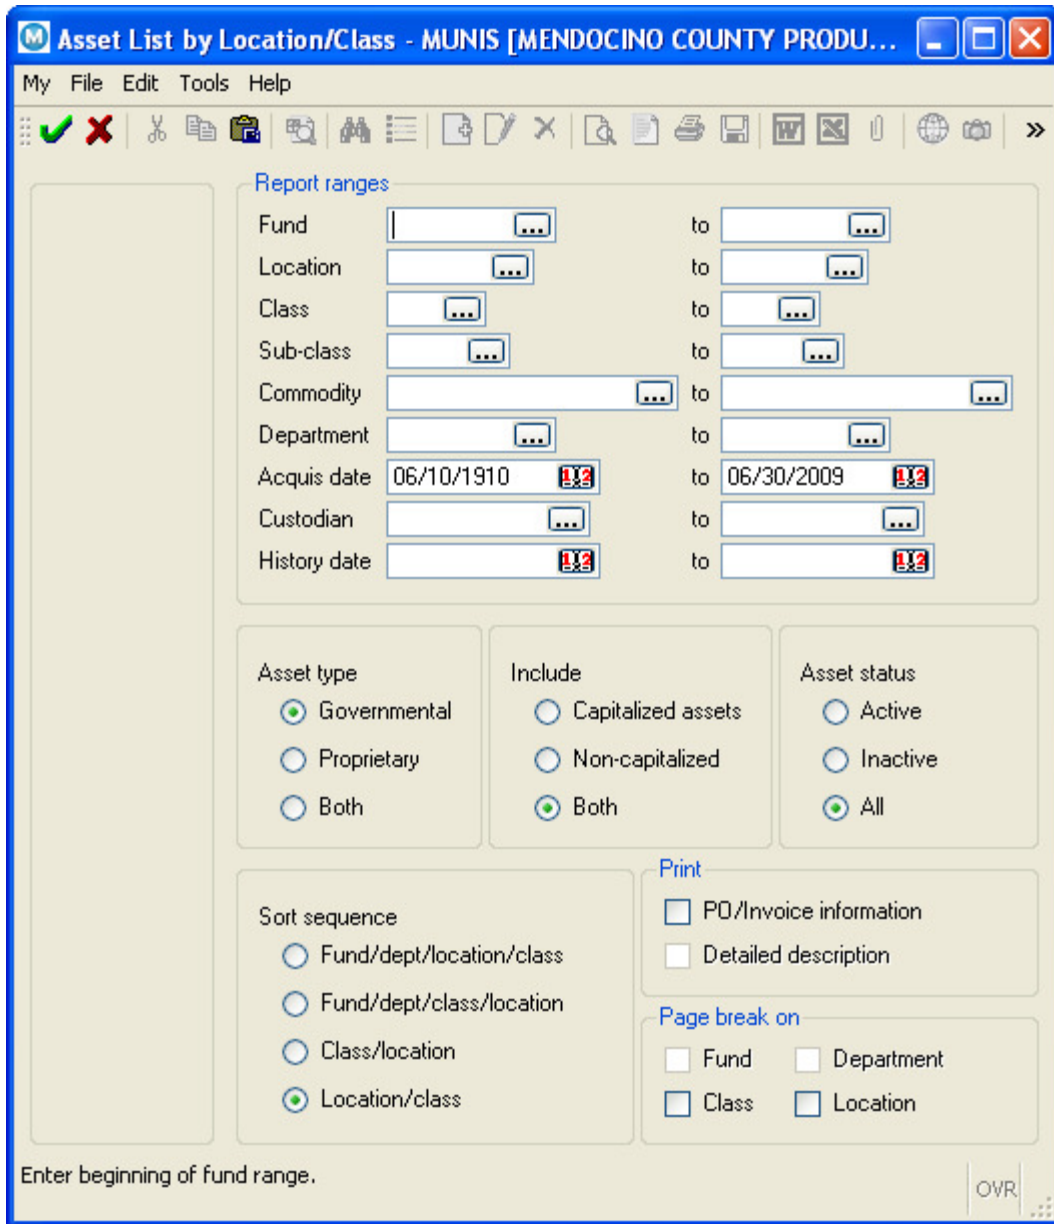 Asset List by Location/Class - MUNIS [MENDOCINO COUNTY PRODU...
My File Edit Tools Help
Report ranges
Fund ... to ...
Location ... to ...
Class ... to ...
Sub-class ... to ...
Commodity ... to ...
Department ... to ...
Acquis date 06/10/1910 to 06/30/2009
Custodian ... to ...
History date to
Asset type Include Asset status
Governmental Capitalized assets Active
Proprietary Non-capitalized Inactive
Both Both All
Sort sequence
Fund/dept/location/class
Fund/dept/class/location
Class/location
Location/class
Print
PO/Invoice information
Detailed description
Page break on
Fund Department
Class Location
Enter beginning of fund range.
OVR